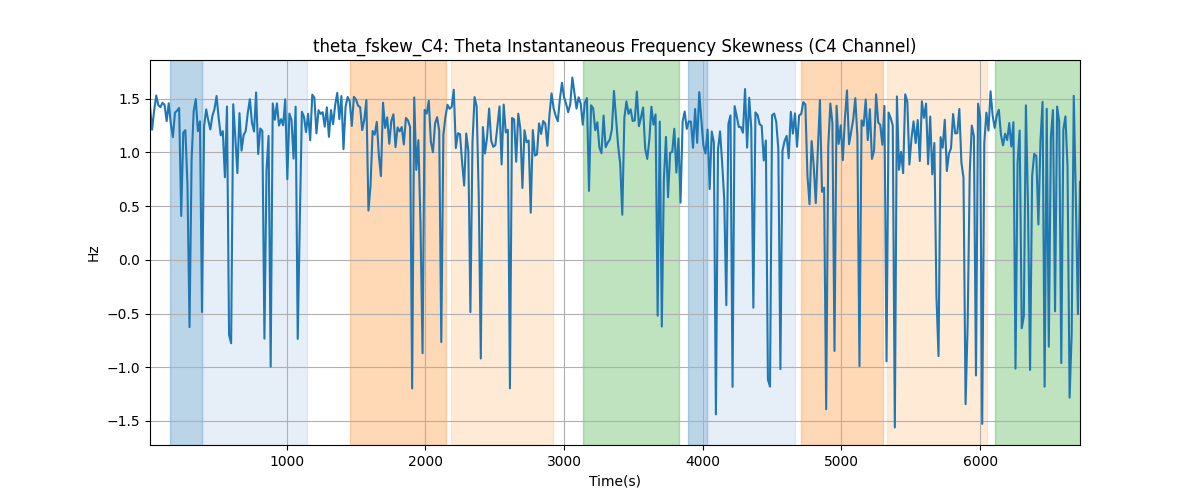 theta_fskew_C4: Theta Instantaneous Frequency Skewness (C4 Channel)
1.5
1.0
0.5
0.0
−0.5
−1.0
−1.5
Hz
1000 2000 3000 4000 5000 6000
Time(s)